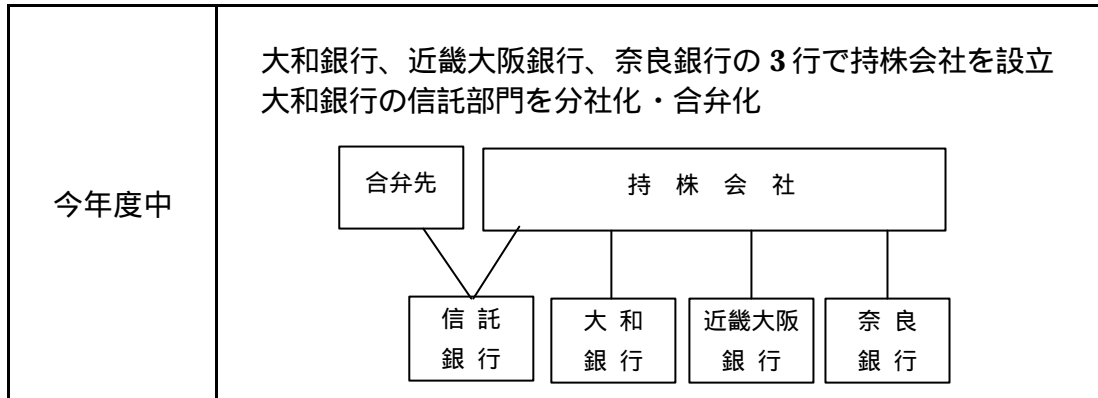 今年度中
大和銀行、近畿大阪銀行、奈良銀行の 3 行で持株会社を設立
大和銀行の信託部門を分社化・合弁化
合弁先
持 株 会 社
信 託
銀 行
大 和
銀 行
近畿大阪
銀 行
奈 良
銀 行